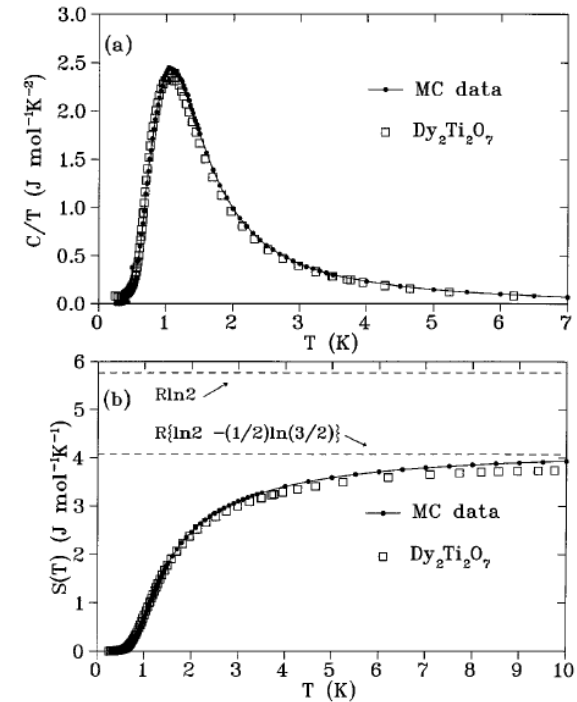 (a)
3.0
2.5
2.0
1.5
1.0
0.5
0.0
C/T (J mol⁻¹K⁻²)
MC data
Dy₂Ti₂O₇
0 1 2 3 4 5 6 7
T (K)
6
5
4
3
2
1
0
S(T) (J mol⁻¹K⁻¹)
(b)
Rln2
R{ln2 -(1/2)ln(3/2)}
MC data
Dy₂Ti₂O₇
0 1 2 3 4 5 6 7 8 9 10
T (K)